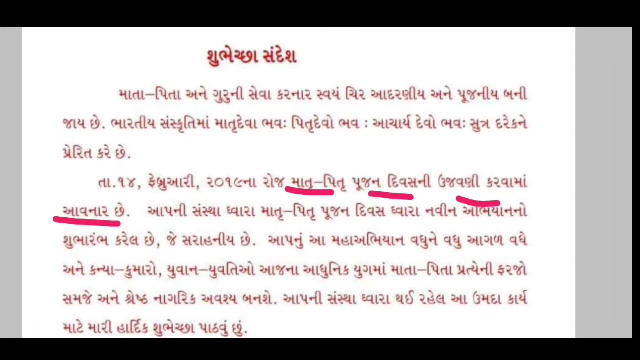 શુભેચ્છા સંદેશ
માતા–પિતા અને ગુરુની સેવા કરનાર સ્વયં ચિર આદરણીય અને પૂજનીય બની
જાય છે. ભારતીય સંસ્કૃતિમાં માતૃદેવો ભવઃ પિતૃદેવો ભવ : આચાર્ય દેવો ભવઃ સુત્ર દરેકને
પ્રેરિત કરે છે.
તા.૧૪, ફેબ્રુઆરી, ૨૦૧૯ના રોજ માતૃ–પિતૃ પૂજન દિવસની ઉજવણી કરવામાં
આવનાર છે. આપની સંસ્થા ધ્વારા માતૃ–પિતૃ પૂજન દિવસ ધ્વારા નવીન અભિયાનનો
શુભારંભ કરેલ છે, જે સરાહનીય છે. આપનું આ મહાઅભિયાન વધુને વધુ આગળ વધે
અને કન્યા–કુમારો, યુવાન–યુવતિઓ આજના આધુનિક યુગમાં માતા–પિતા પ્રત્યેની ફરજો
સમજે અને શ્રેષ્ઠ નાગરિક અવશ્ય બનશે. આપની સંસ્થા ધ્વારા થઈ રહેલ આ ઉમદા કાર્ય
માટે મારી હાર્દિક શુભેચ્છા પાઠવું છું.